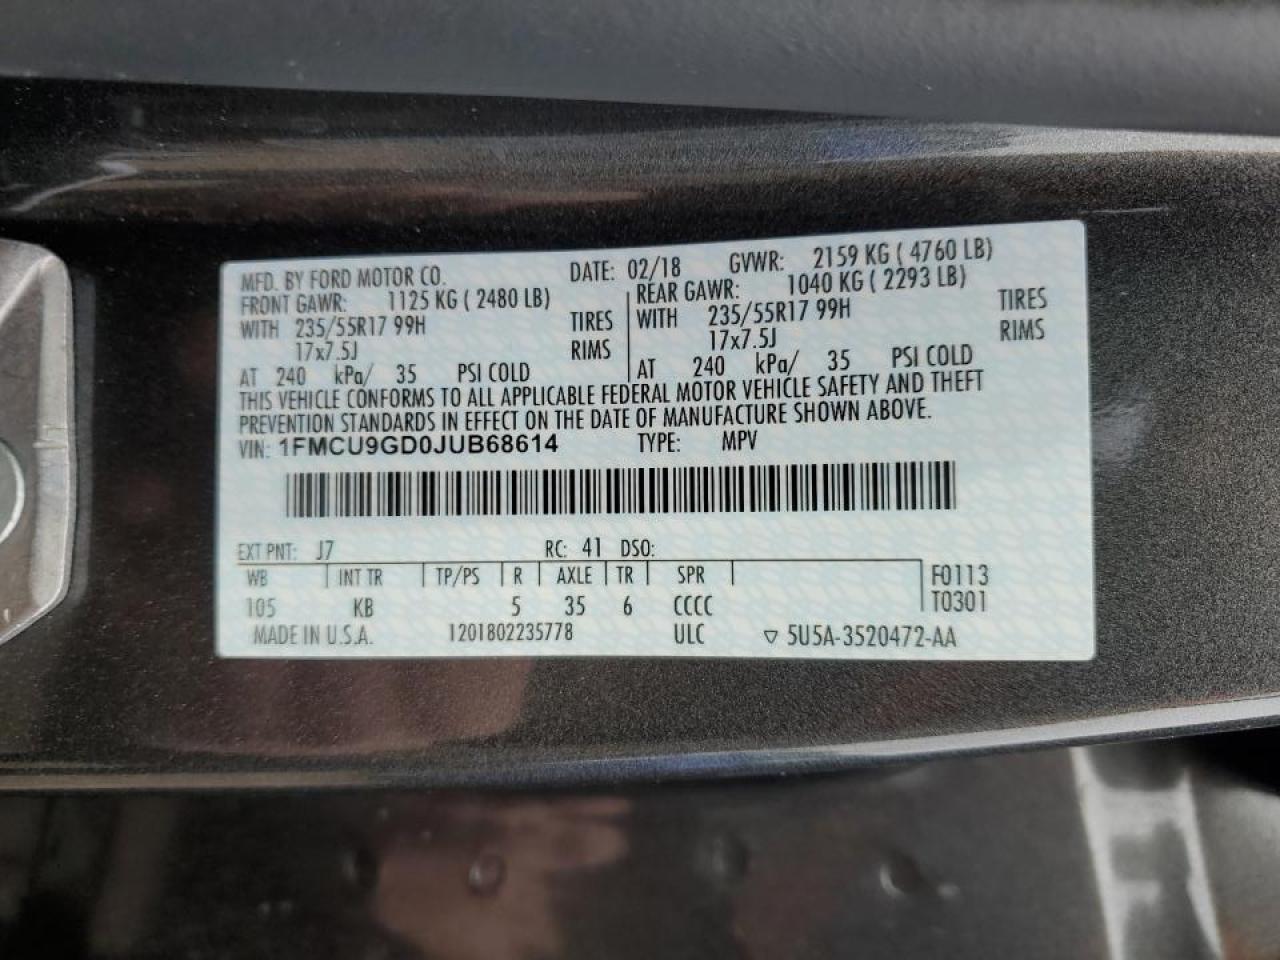 MFD. BY FORD MOTOR CO. DATE: 02/18 GVWR: 2159 KG ( 4760 LB)
FRONT GAWR: 1125 KG ( 2480 LB) REAR GAWR: 1040 KG ( 2293 LB)
WITH 235/55R17 99H TIRES WITH 235/55R17 99H TIRES
17x7.5J RIMS 17x7.5J RIMS
AT 240 kPa/ 35 PSI COLD AT 240 kPa/ 35 PSI COLD
THIS VEHICLE CONFORMS TO ALL APPLICABLE FEDERAL MOTOR VEHICLE SAFETY AND THEFT
PREVENTION STANDARDS IN EFFECT ON THE DATE OF MANUFACTURE SHOWN ABOVE.
VIN: 1FMCU9GD0JUB68614 TYPE: MPV
EXT PNT: J7 RC: 41 DSO:
WB INT TR TP/PS R AXLE TR SPR F0113
105 KB 5 35 6 CCCC T0301
MADE IN U.S.A. 1201802235778 ULC ▽ 5U5A-3520472-AA